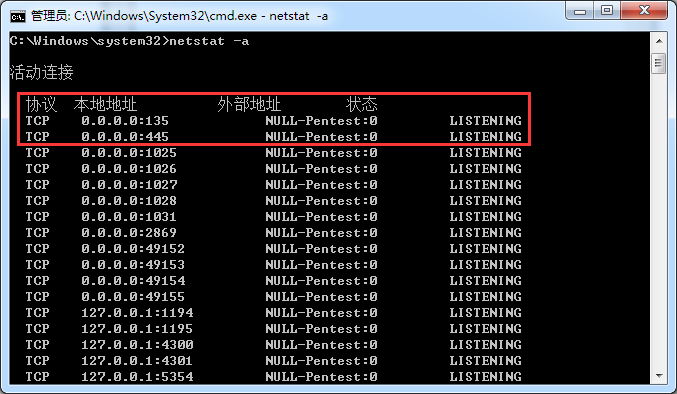 管理员: C:\Windows\System32\cmd.exe - netstat  -a
C:\Windows\system32>netstat -a
活动连接
协议  本地地址          外部地址        状态
TCP    0.0.0.0:135            NULL-Pentest:0         LISTENING
TCP    0.0.0.0:445            NULL-Pentest:0         LISTENING
TCP    0.0.0.0:1025           NULL-Pentest:0         LISTENING
TCP    0.0.0.0:1026           NULL-Pentest:0         LISTENING
TCP    0.0.0.0:1027           NULL-Pentest:0         LISTENING
TCP    0.0.0.0:1028           NULL-Pentest:0         LISTENING
TCP    0.0.0.0:1031           NULL-Pentest:0         LISTENING
TCP    0.0.0.0:2869           NULL-Pentest:0         LISTENING
TCP    0.0.0.0:49152          NULL-Pentest:0         LISTENING
TCP    0.0.0.0:49153          NULL-Pentest:0         LISTENING
TCP    0.0.0.0:49154          NULL-Pentest:0         LISTENING
TCP    0.0.0.0:49155          NULL-Pentest:0         LISTENING
TCP    127.0.0.1:1194         NULL-Pentest:0         LISTENING
TCP    127.0.0.1:1195         NULL-Pentest:0         LISTENING
TCP    127.0.0.1:4300         NULL-Pentest:0         LISTENING
TCP    127.0.0.1:4301         NULL-Pentest:0         LISTENING
TCP    127.0.0.1:5354         NULL-Pentest:0         LISTENING